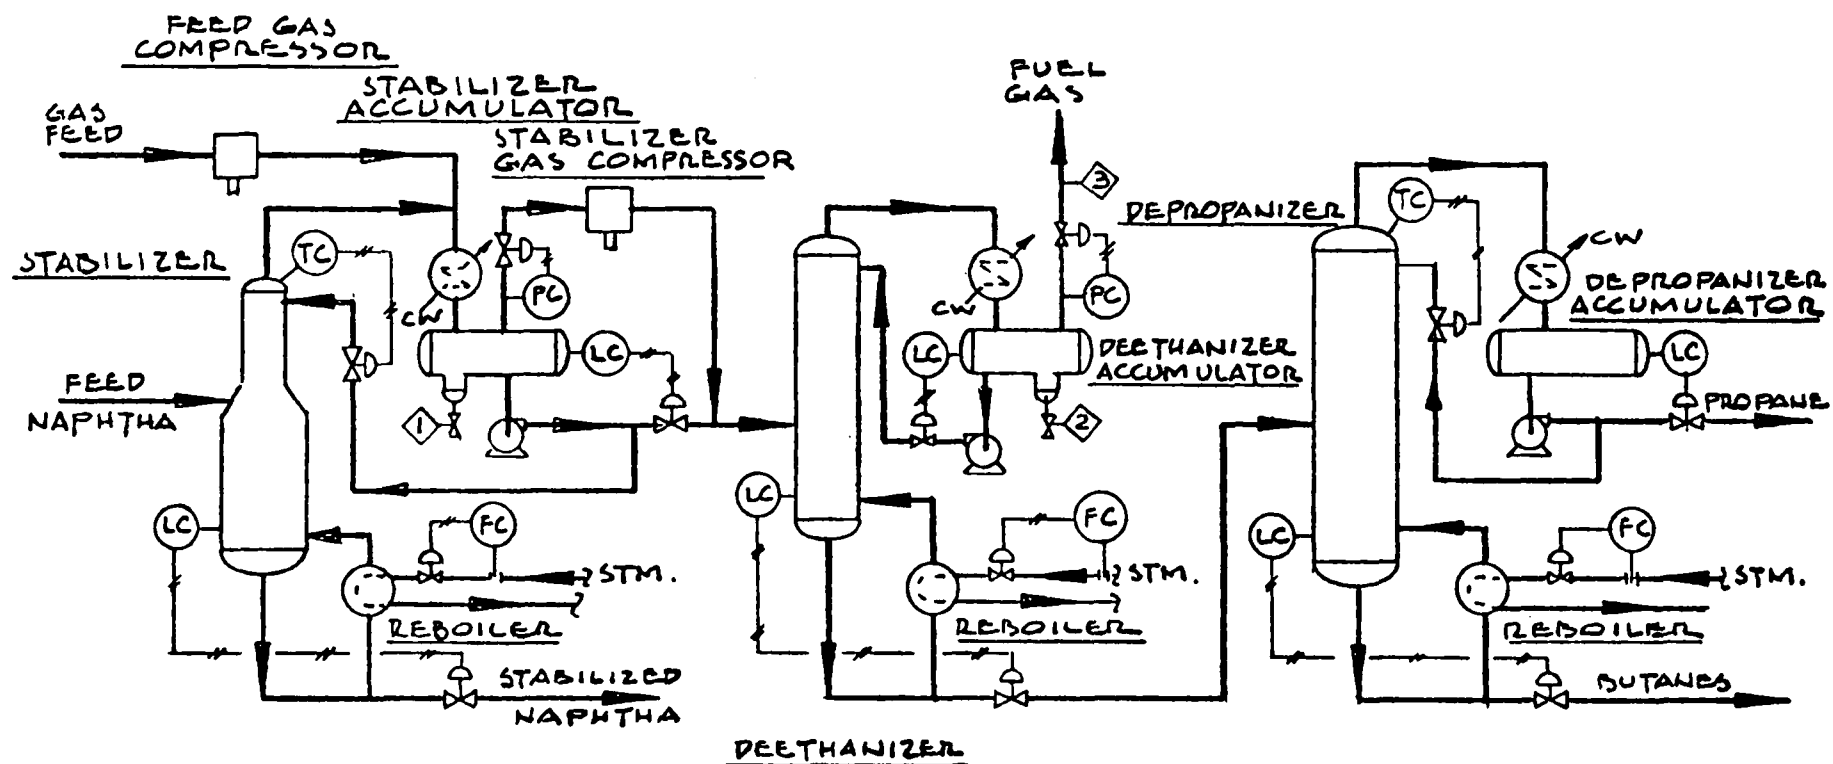 FEED GAS
COMPRESSOR
STABILIZER
ACCUMULATOR
GAS
FEED
STABILIZER
GAS COMPRESSOR
FUEL
GAS
3
DEPROPANIZER
TC
CW
STABILIZER
TC
PC
CW
PC
CW
DEPROPANIZER
ACCUMULATOR
LC
LC
DEETHANIZER
ACCUMULATOR
LC
FEED
NAPHTHA
1
2
PROPANE
LC
FC
STM.
REBOILER
LC
FC
STM.
REBOILER
LC
FC
STM.
REBOILER
STABILIZED
NAPHTHA
BUTANES
DEETHANIZER